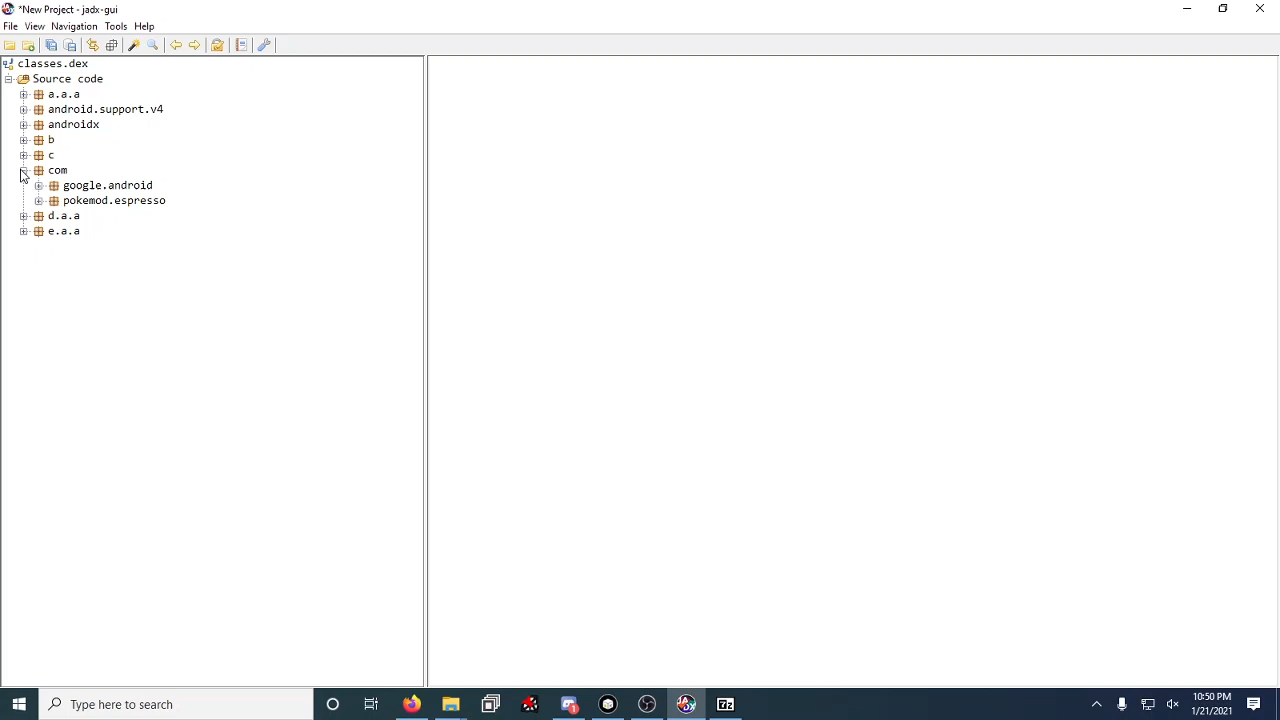 *New Project - jadx-gui
File View Navigation Tools Help
classes.dex
Source code
a.a.a
android.support.v4
androidx
b
c
com
google.android
pokemod.espresso
d.a.a
e.a.a
Type here to search
7z
10:50 PM
1/21/2021